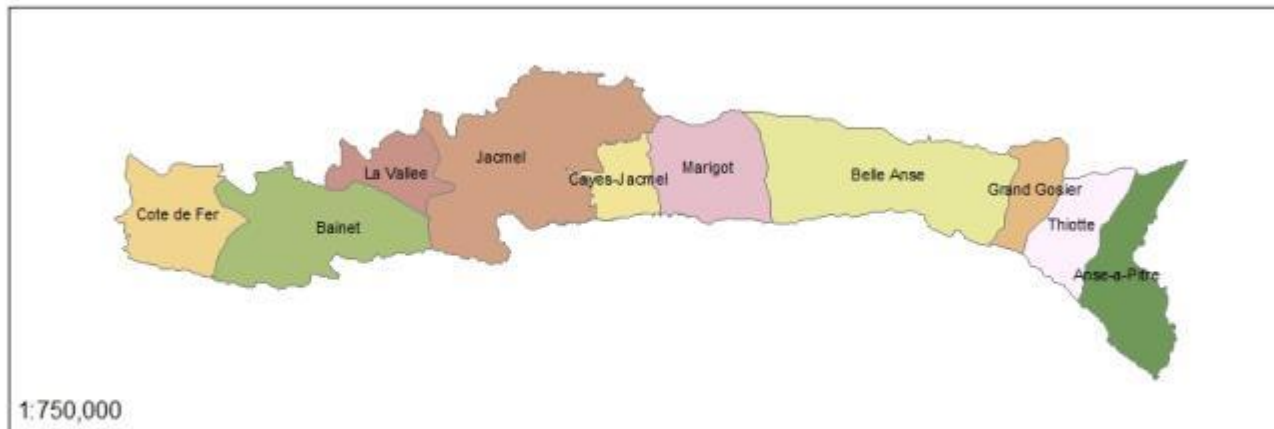 Jacmel
La Vallee
Marigot
Cayes-Jacmel
Belle Anse
Grand Gosier
Cote de Fer
Bainet
Thiotte
Anse-a-Pitre
1:750,000